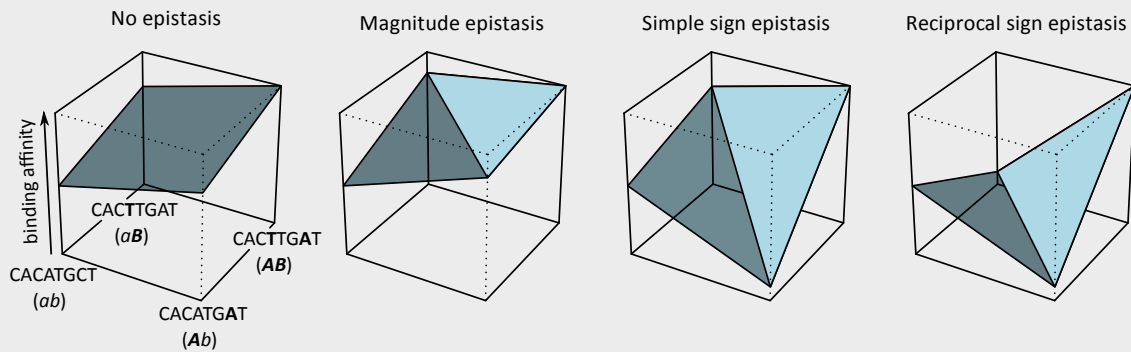 No epistasis
Magnitude epistasis
Simple sign epistasis
Reciprocal sign epistasis
binding affinity
CACTTGAT
(aB)
CACTTGAT
(AB)
CACATGCT
(ab)
CACATGAT
(Ab)